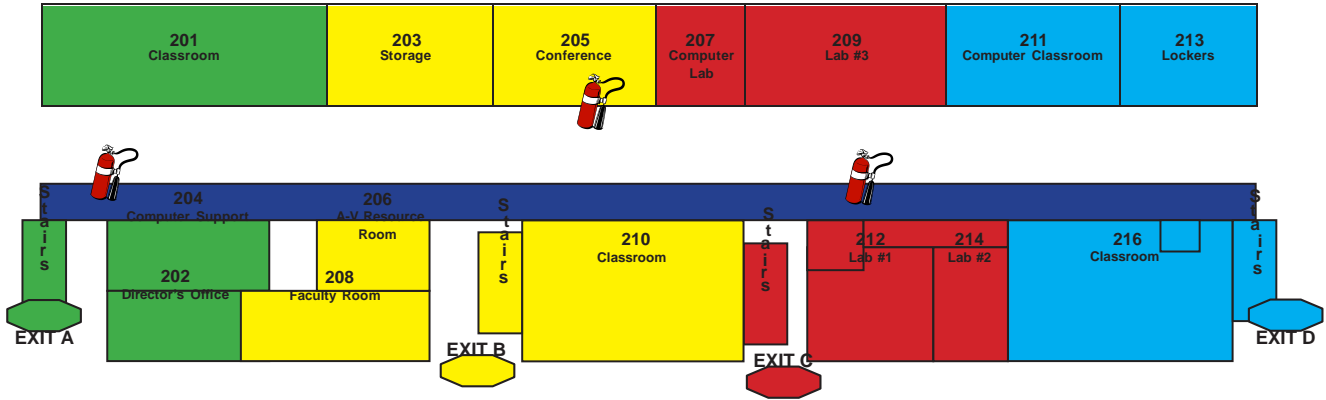 201
Classroom
203
Storage
205
Conference
207
Computer
Lab
209
Lab #3
211
Computer Classroom
213
Lockers
Stairs
204
Computer Support
206
A-V Resource
Room
Stairs
Stairs
Stairs
202
Director's Office
208
Faculty Room
210
Classroom
212
Lab #1
214
Lab #2
216
Classroom
EXIT A
EXIT B
EXIT C
EXIT D